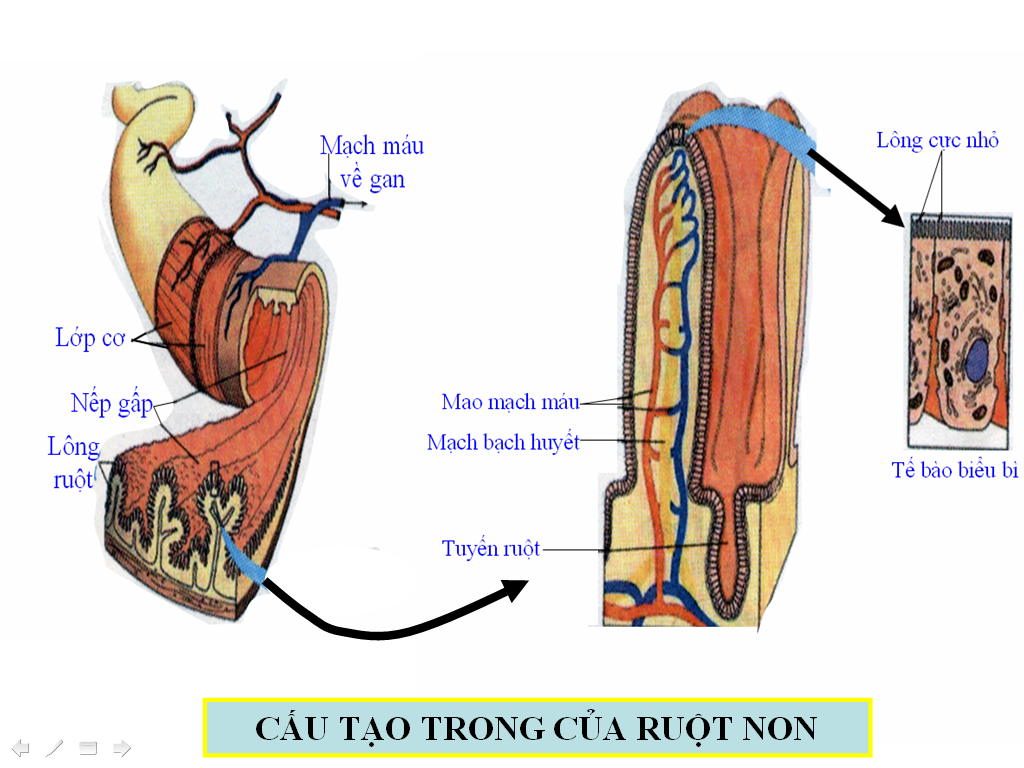 Mạch máu
về gan
Lớp cơ
Nếp gấp
Lông
ruột
Lông cực nhỏ
Mao mạch máu
Mạch bạch huyết
Tế bào biểu bì
Tuyến ruột
CẤU TẠO TRONG CỦA RUỘT NON